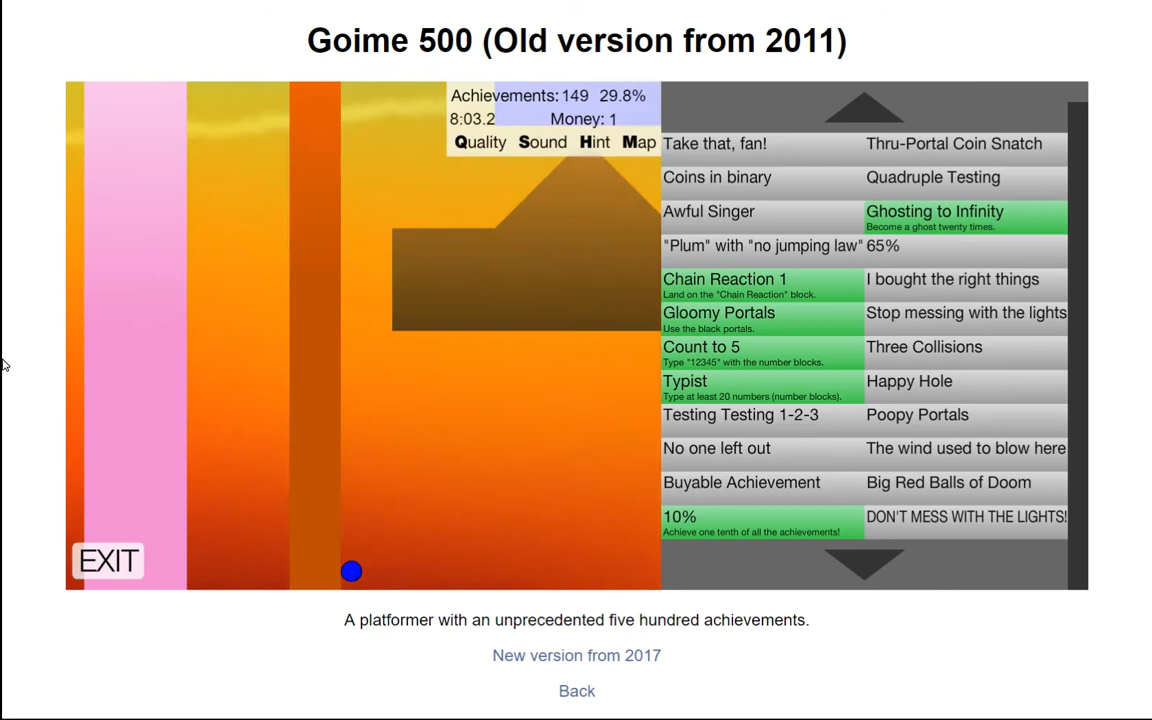 Goime 500 (Old version from 2011)
Achievements: 149 29.8%
8:03.2 Money: 1
Quality Sound Hint Map
EXIT
Take that, fan! Thru-Portal Coin Snatch
Coins in binary Quadruple Testing
Awful Singer Ghosting to Infinity
Become a ghost twenty times.
"Plum" with "no jumping law" 65%
Chain Reaction 1 I bought the right things
Land on the "Chain Reaction" block.
Gloomy Portals Stop messing with the lights
Use the black portals.
Count to 5 Three Collisions
Type "12345" with the number blocks.
Typist Happy Hole
Type at least 20 numbers (number blocks).
Testing Testing 1-2-3 Poopy Portals
No one left out The wind used to blow here
Buyable Achievement Big Red Balls of Doom
10% DON'T MESS WITH THE LIGHTS!
Achieve one tenth of all the achievements!
A platformer with an unprecedented five hundred achievements.
New version from 2017
Back